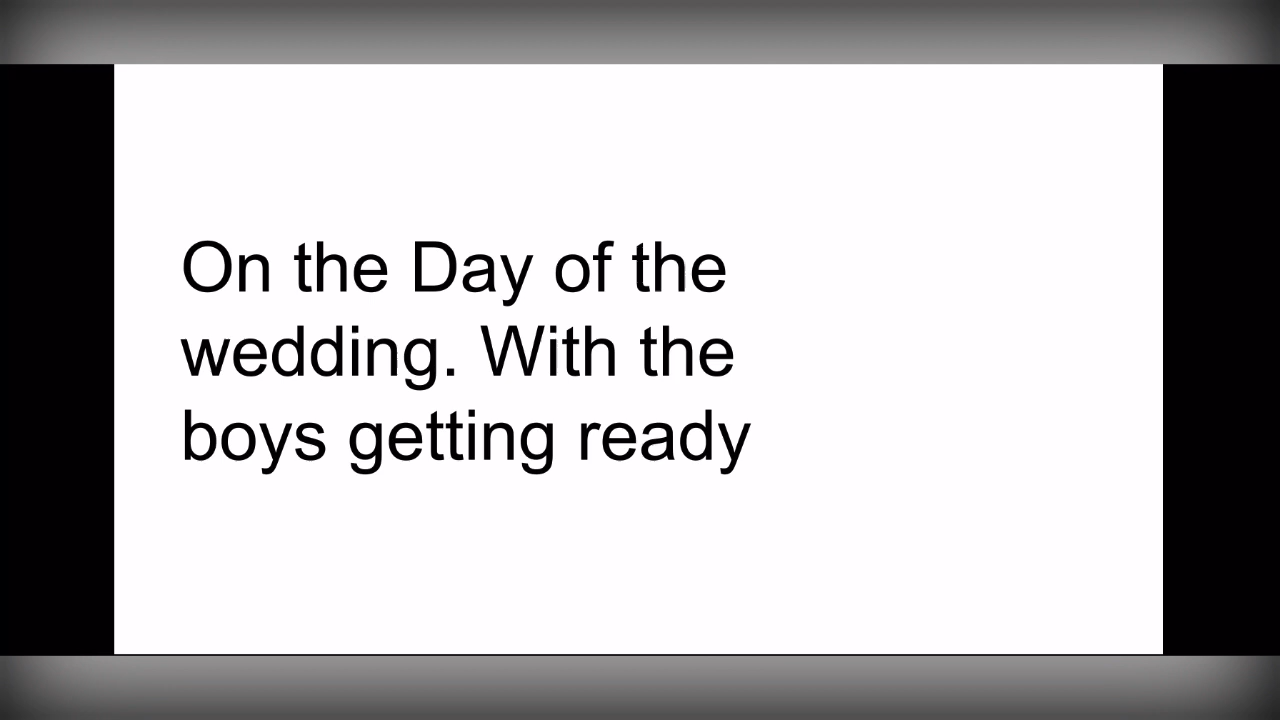 On the Day of the
wedding. With the
boys getting ready